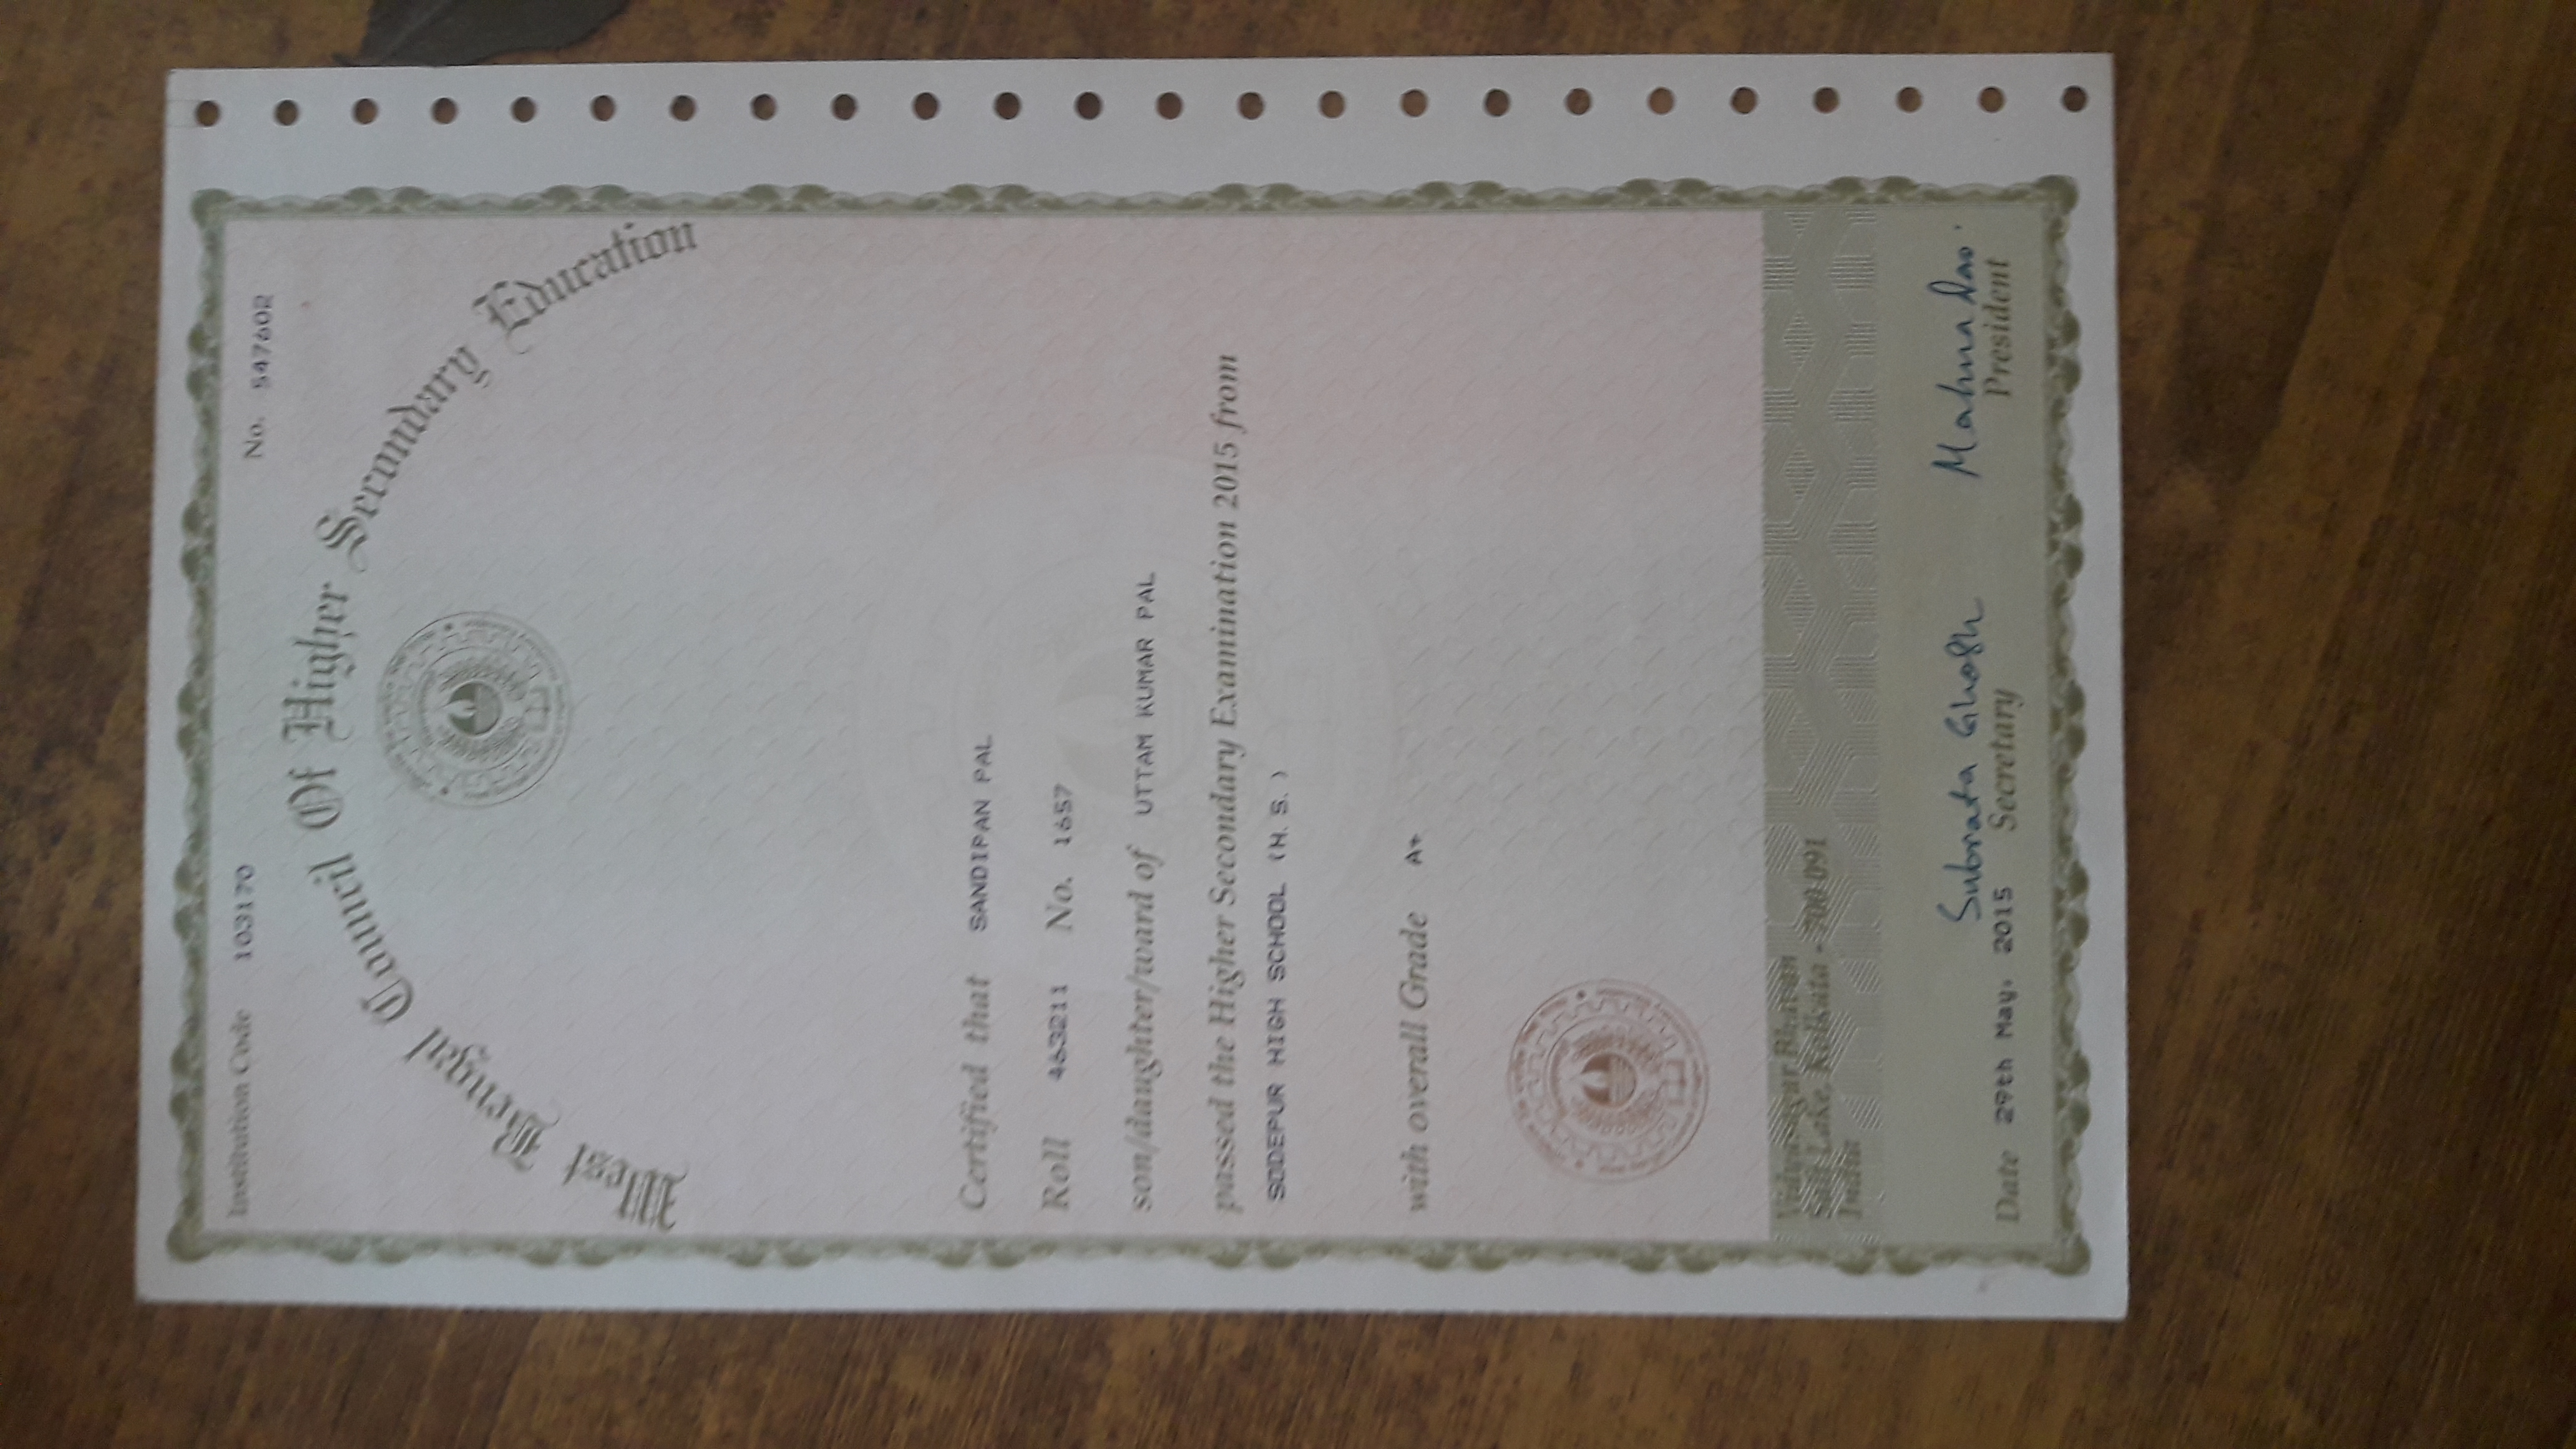 Institution Code 103170
No. 547602
West Bengal Council Of Higher Secondary Education
Certified that SANDIPAN PAL
Roll 463211 No. 1657
son/daughter/ward of UTTAM KUMAR PAL
passed the Higher Secondary Examination 2015 from
SODEPUR HIGH SCHOOL (H.S.)
with overall Grade A+
Vidyasagar Bhavan
Salt Lake, Kolkata - 700 091
India
Subrata Ghosh
Mahua Das.
Date 29th May, 2015 Secretary
President